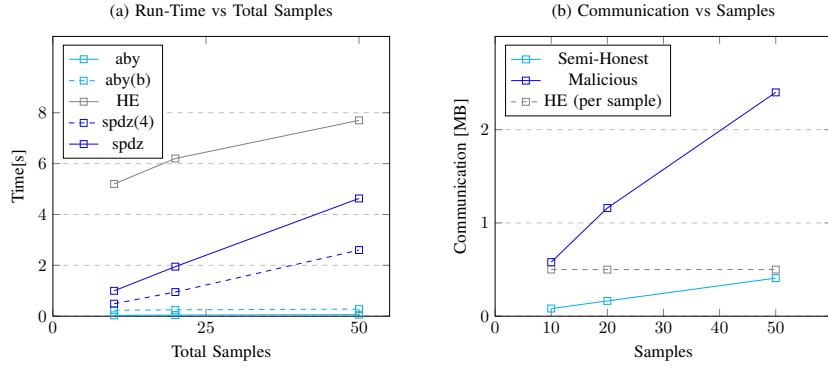 (a) Run-Time vs Total Samples
aby
aby(b)
HE
spdz(4)
spdz
Time[s]
8
6
4
2
0
0
25
50
Total Samples
(b) Communication vs Samples
Semi-Honest
Malicious
HE (per sample)
Communication [MB]
2
1
0
0
10
20
30
40
50
Samples